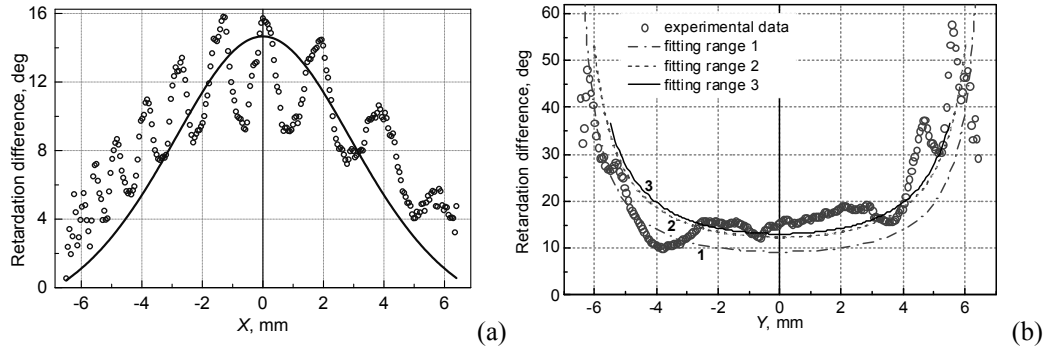 Retardation difference, deg
16
12
8
4
0
-6 -4 -2 0 2 4 6
X, mm
(a)
Retardation difference, deg
60
50
40
30
20
10
0
experimental data
fitting range 1
fitting range 2
fitting range 3
3
2
1
-6 -4 -2 0 2 4 6
Y, mm
(b)